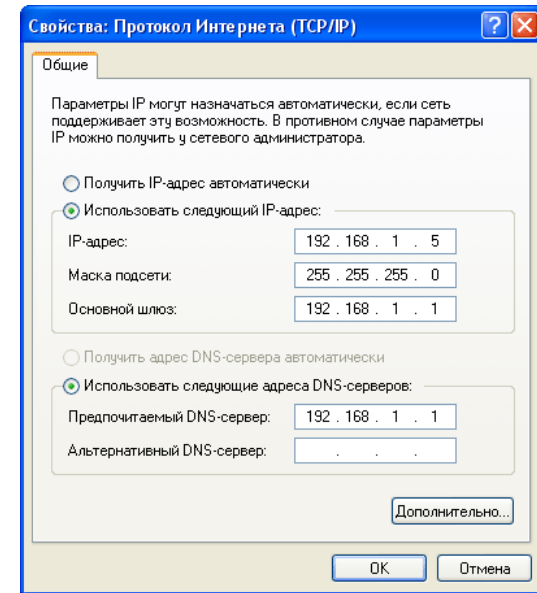 Свойства: Протокол Интернета (TCP/IP)
Общие
Параметры IP могут назначаться автоматически, если сеть
поддерживает эту возможность. В противном случае параметры
IP можно получить у сетевого администратора.
Получить IP-адрес автоматически
Использовать следующий IP-адрес:
IP-адрес: 192 . 168 . 1 . 5
Маска подсети: 255 . 255 . 255 . 0
Основной шлюз: 192 . 168 . 1 . 1
Получить адрес DNS-сервера автоматически
Использовать следующие адреса DNS-серверов:
Предпочитаемый DNS-сервер: 192 . 168 . 1 . 1
Альтернативный DNS-сервер: . . .
Дополнительно...
OK Отмена